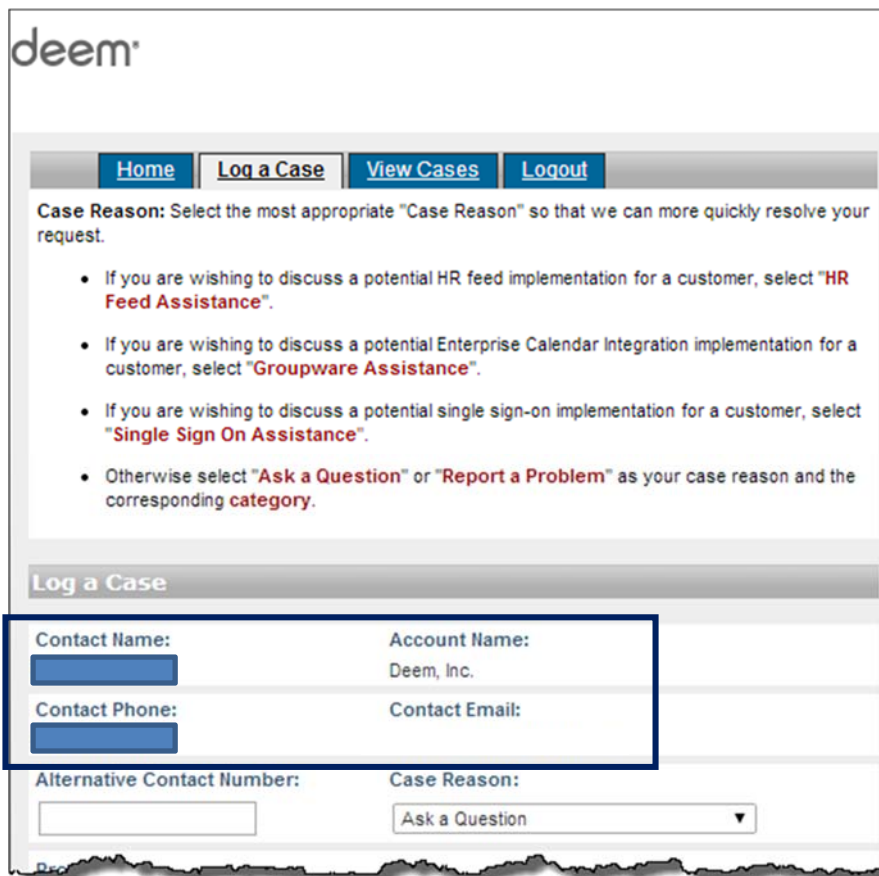 deem
Home Log a Case View Cases Logout
Case Reason: Select the most appropriate "Case Reason" so that we can more quickly resolve your
request.
• If you are wishing to discuss a potential HR feed implementation for a customer, select "HR
Feed Assistance".
• If you are wishing to discuss a potential Enterprise Calendar Integration implementation for a
customer, select "Groupware Assistance".
• If you are wishing to discuss a potential single sign-on implementation for a customer, select
"Single Sign On Assistance".
• Otherwise select "Ask a Question" or "Report a Problem" as your case reason and the
corresponding category.
Log a Case
Contact Name: Account Name:
Deem, Inc.
Contact Phone: Contact Email:
Alternative Contact Number: Case Reason:
Ask a Question